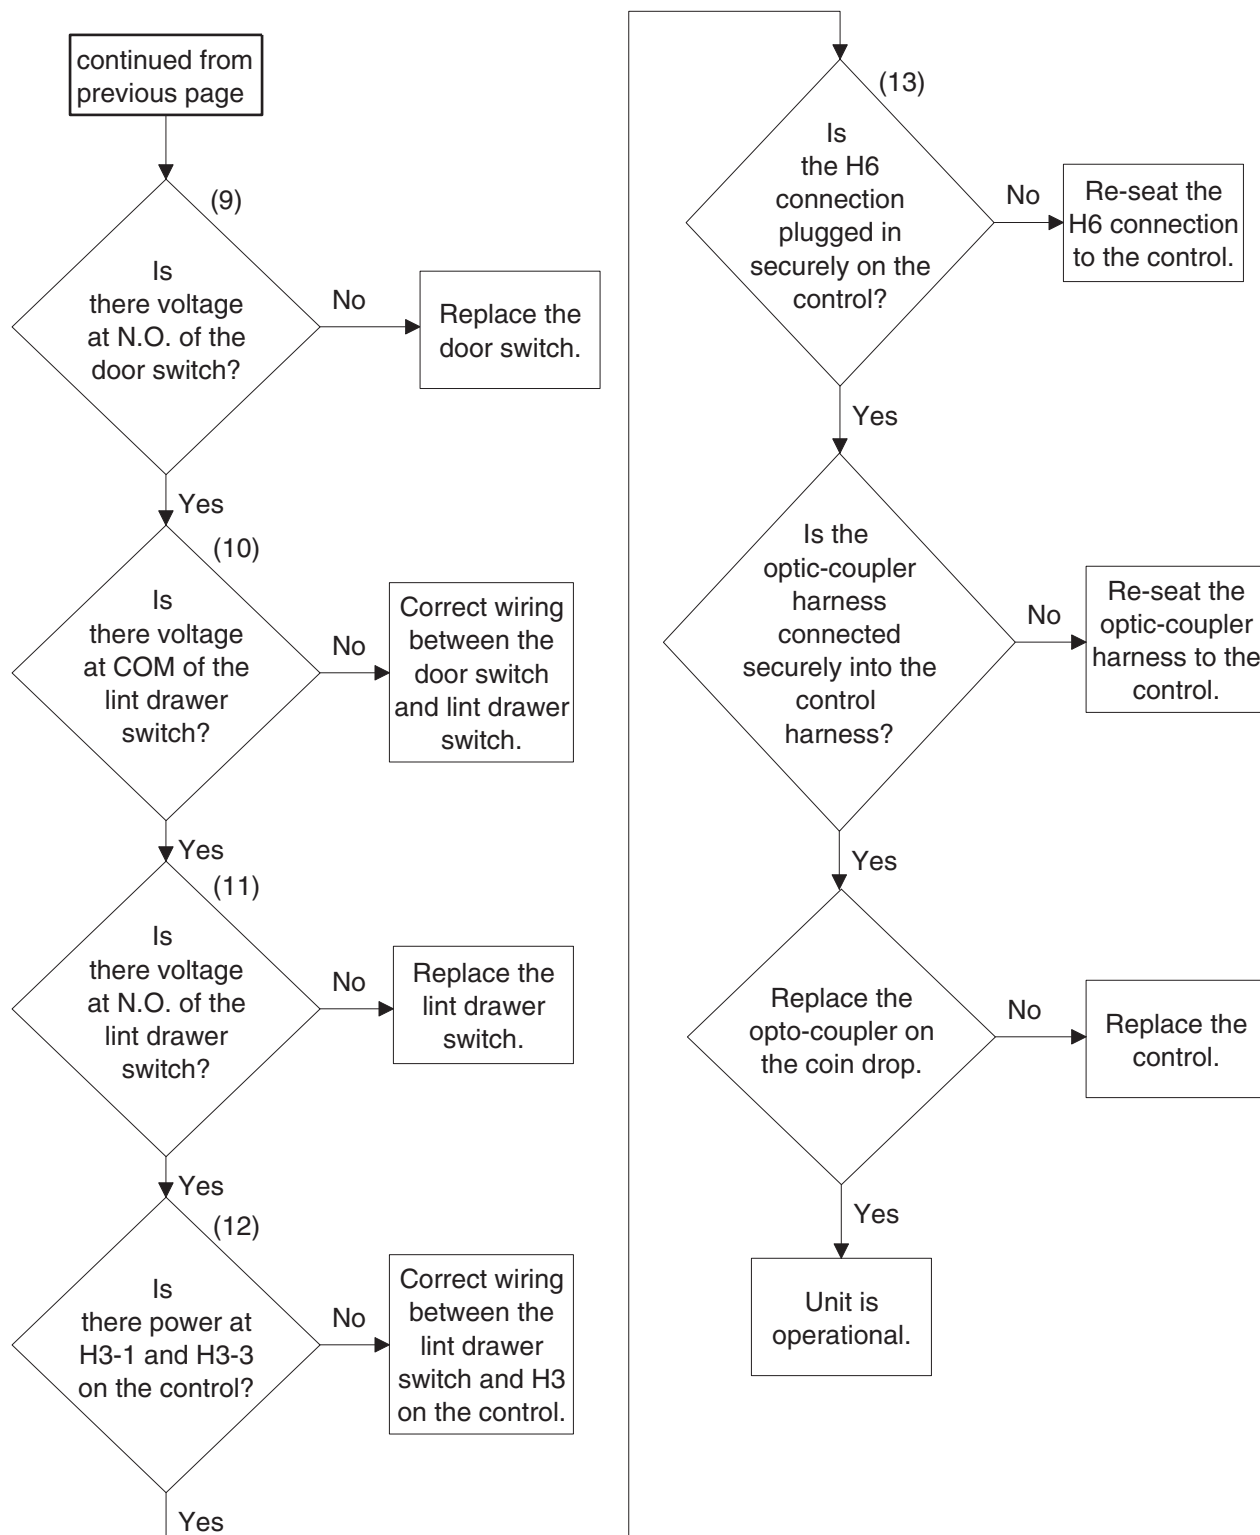 continued from
previous page
(9)
Is
there voltage
at N.O. of the
door switch?
No
Replace the
door switch.
Yes
(10)
Is
there voltage
at COM of the
lint drawer
switch?
No
Correct wiring
between the
door switch
and lint drawer
switch.
Yes
(11)
Is
there voltage
at N.O. of the
lint drawer
switch?
No
Replace the
lint drawer
switch.
Yes
(12)
Is
there power at
H3-1 and H3-3
on the control?
No
Correct wiring
between the
lint drawer
switch and H3
on the control.
Yes
(13)
Is
the H6
connection
plugged in
securely on the
control?
No
Re-seat the
H6 connection
to the control.
Yes
Is the
optic-coupler
harness
connected
securely into the
control
harness?
No
Re-seat the
optic-coupler
harness to the
control.
Yes
Replace the
opto-coupler on
the coin drop.
No
Replace the
control.
Yes
Unit is
operational.